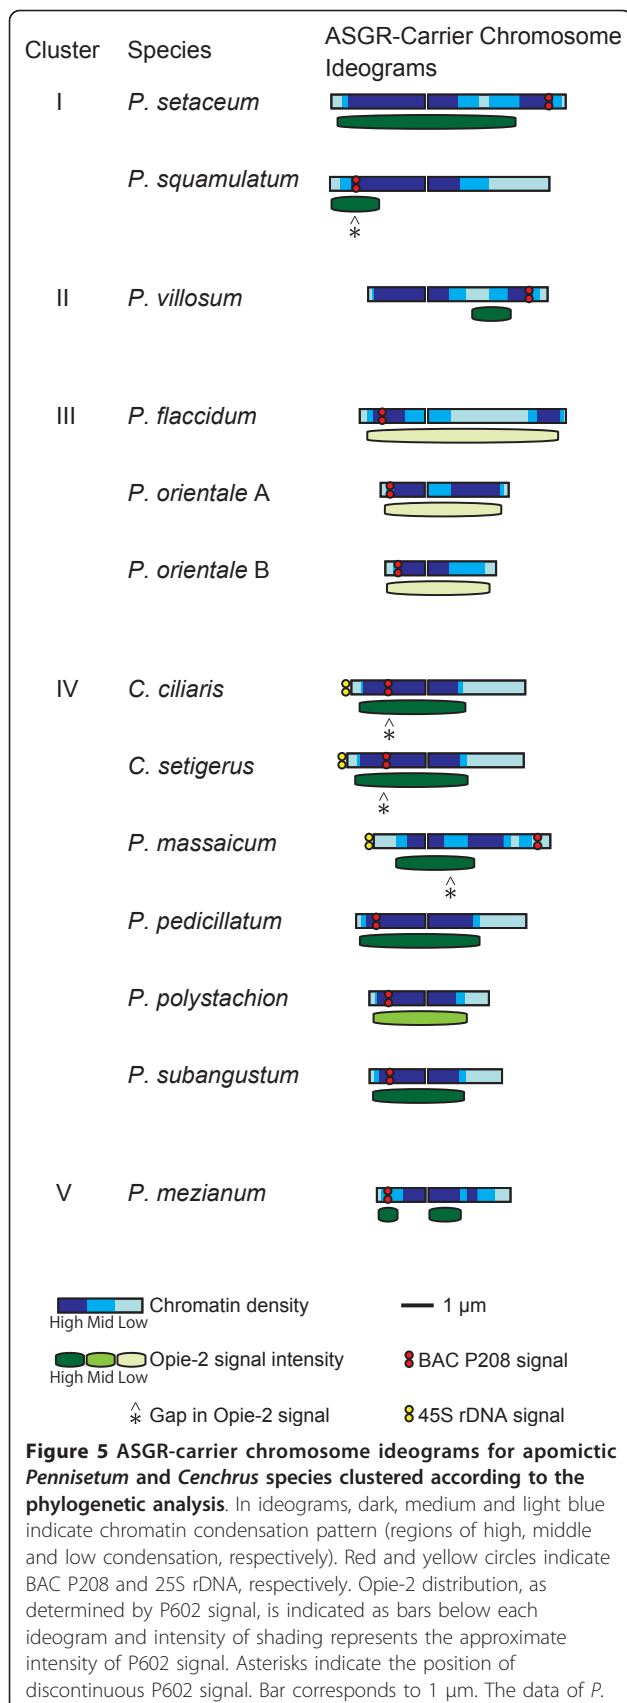 Cluster Species ASGR-Carrier Chromosome
Ideograms
I P. setaceum
P. squamulatum
^
*
II P. villosum
III P. flaccidum
P. orientale A
P. orientale B
IV C. ciliaris
^
*
C. setigerus
^
*
P. massaicum
^
*
P. pedicillatum
P. polystachion
P. subangustum
V P. mezianum
Chromatin density 1 µm
High Mid Low
Opie-2 signal intensity BAC P208 signal
High Mid Low
^
* Gap in Opie-2 signal 45S rDNA signal
Figure 5 ASGR-carrier chromosome ideograms for apomictic
Pennisetum and Cenchrus species clustered according to the
phylogenetic analysis. In ideograms, dark, medium and light blue
indicate chromatin condensation pattern (regions of high, middle
and low condensation, respectively). Red and yellow circles indicate
BAC P208 and 25S rDNA, respectively. Opie-2 distribution, as
determined by P602 signal, is indicated as bars below each
ideogram and intensity of shading represents the approximate
intensity of P602 signal. Asterisks indicate the position of
discontinuous P602 signal. Bar corresponds to 1 µm. The data of P.